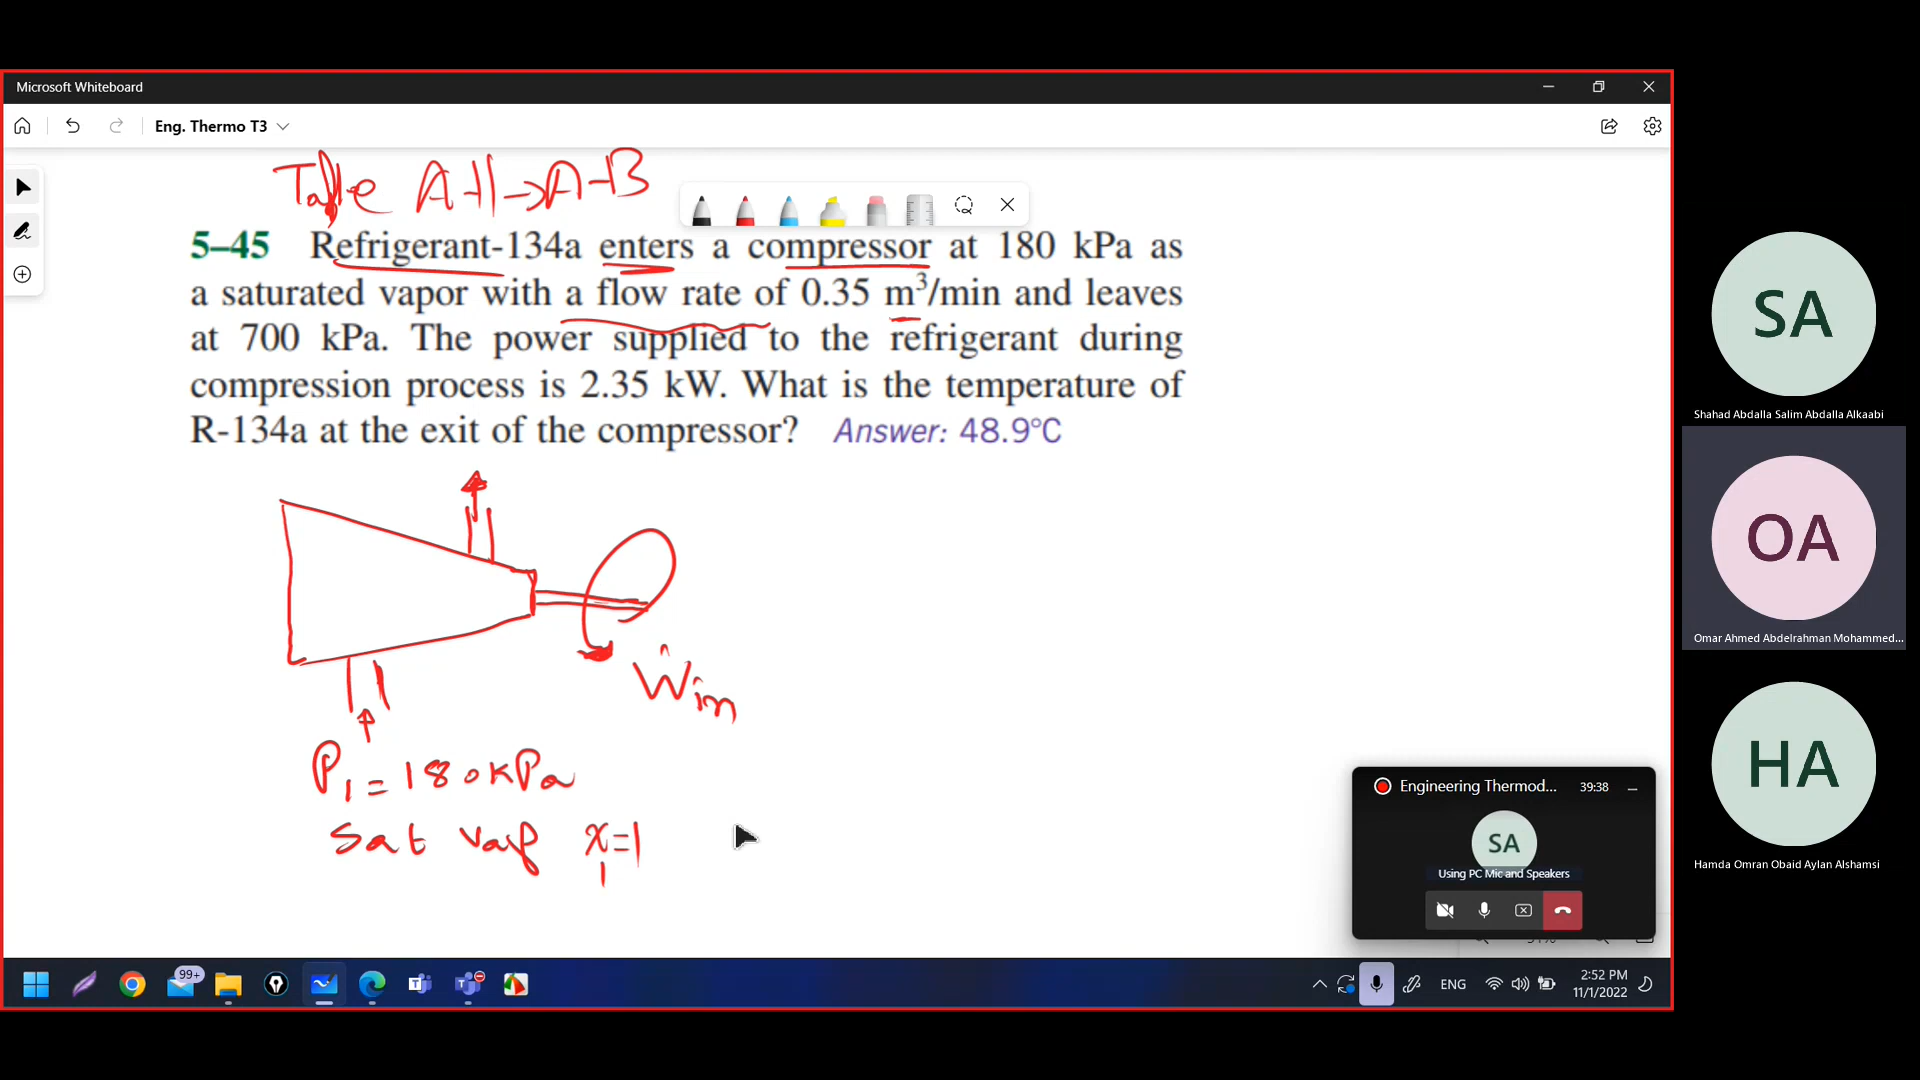 Microsoft Whiteboard
Eng. Thermo T3
Table A-11→A-13
5–45 Refrigerant-134a enters a compressor at 180 kPa as
a saturated vapor with a flow rate of 0.35 m³/min and leaves
at 700 kPa. The power supplied to the refrigerant during
compression process is 2.35 kW. What is the temperature of
R-134a at the exit of the compressor? Answer: 48.9°C
Ẇin
P1 = 180 kPa
Sat vap x1=1
SA
Shahad Abdalla Salim Abdalla Alkaabi
OA
Omar Ahmed Abdelrahman Mohammed...
HA
Hamda Omran Obaid Aylan Alshamsi
Engineering Thermod... 39:38
SA
Using PC Mic and Speakers
99+
ENG
2:52 PM
11/1/2022